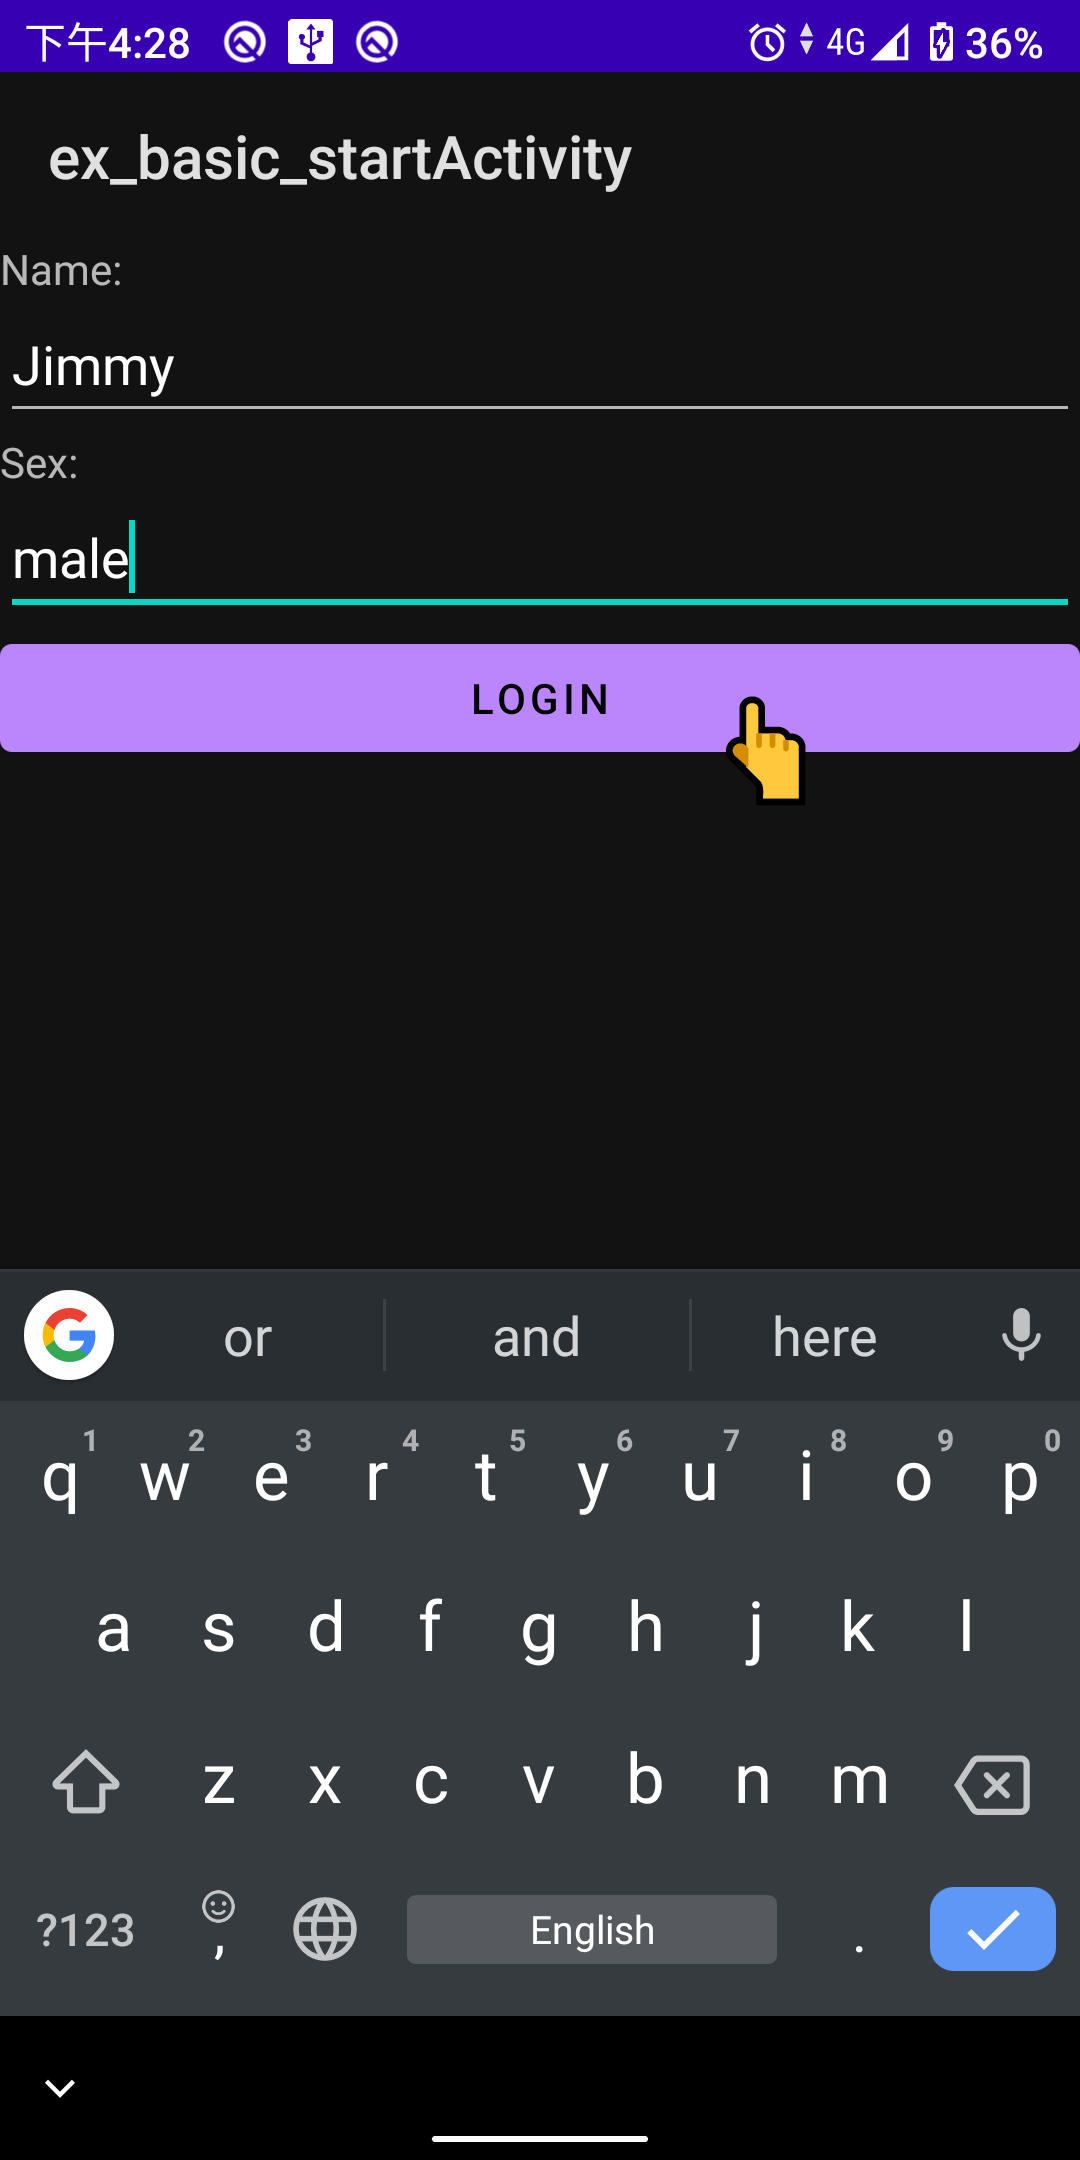 下午4:28 4G 36%
ex_basic_startActivity
Name:
Jimmy
Sex:
male
LOGIN
or and here
1 2 3 4 5 6 7 8 9 0
q w e r t y u i o p
a s d f g h j k l
z x c v b n m
?123 , English .